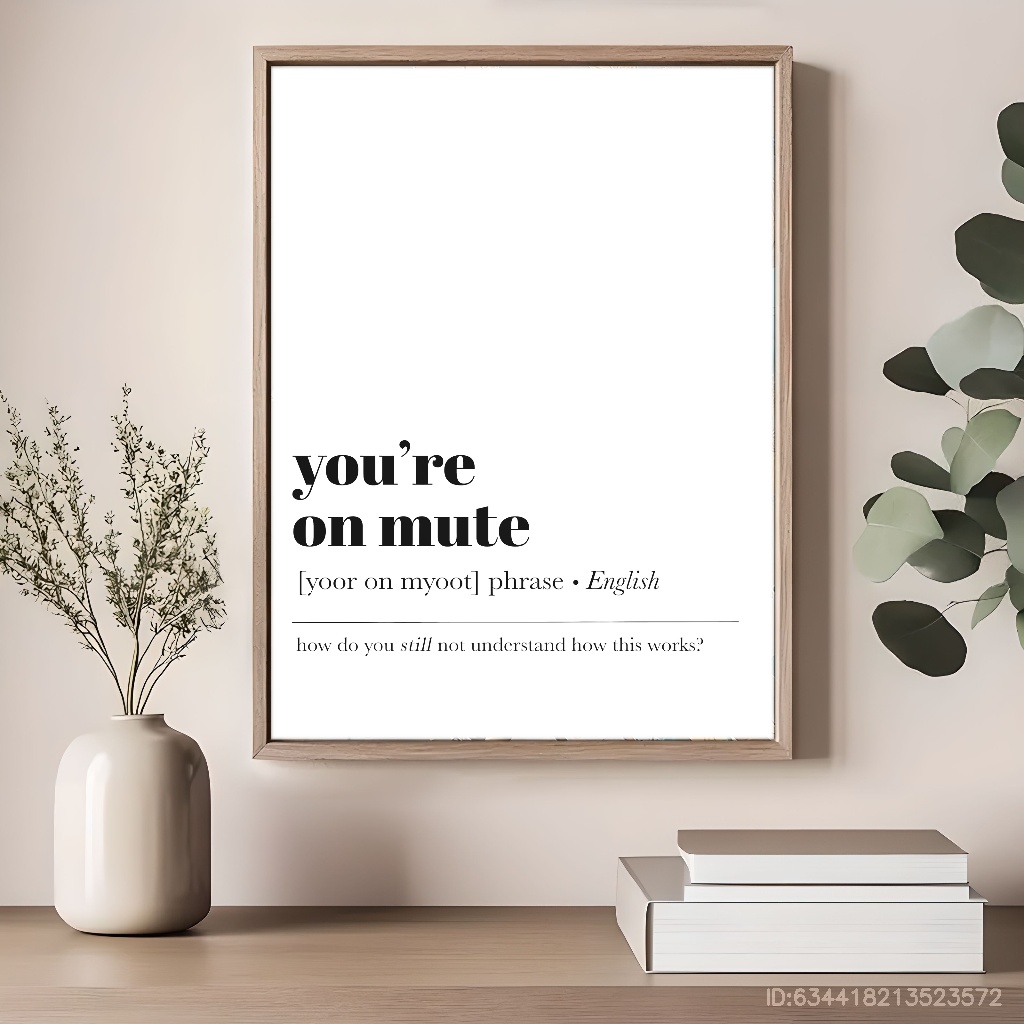 you’re
on mute
[yoor on myoot] phrase • English
how do you still not understand how this works?
ID:634418213523572